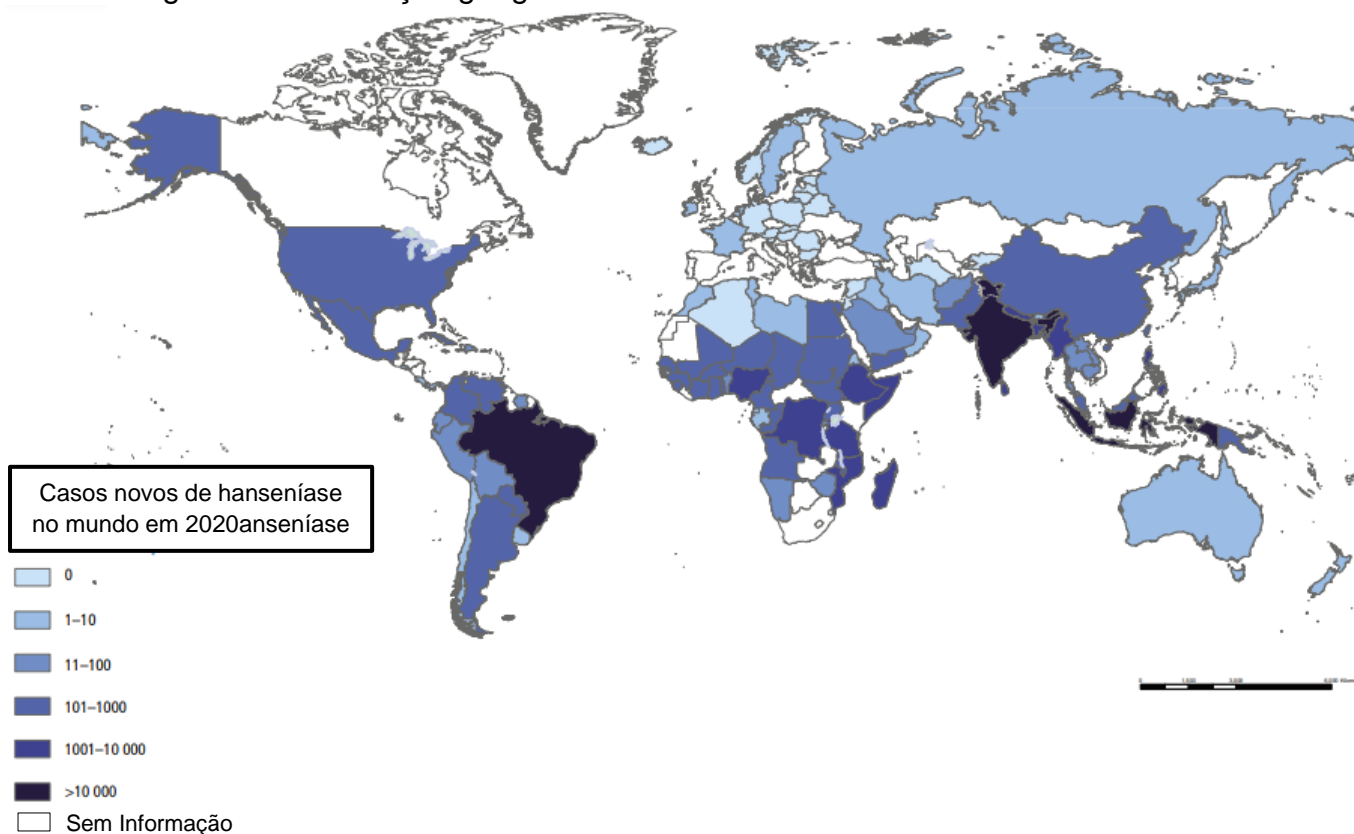 Casos novos de hanseníase
no mundo em 2020anseníase
0
1–10
11–100
101–1000
1001–10 000
>10 000
Sem Informação